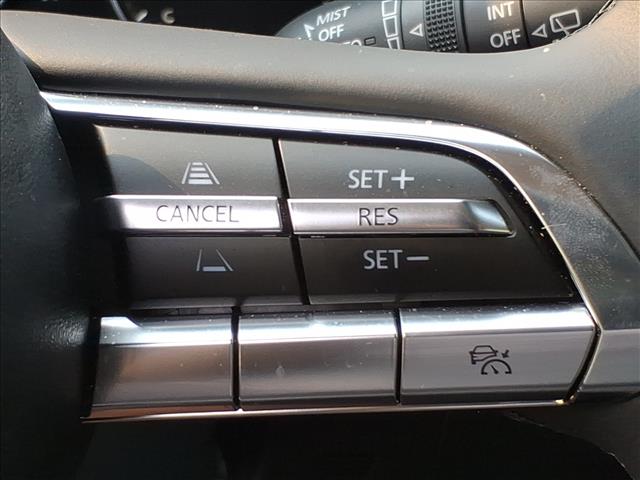 MIST
OFF
INT
OFF
C
SET+
CANCEL
RES
SET-